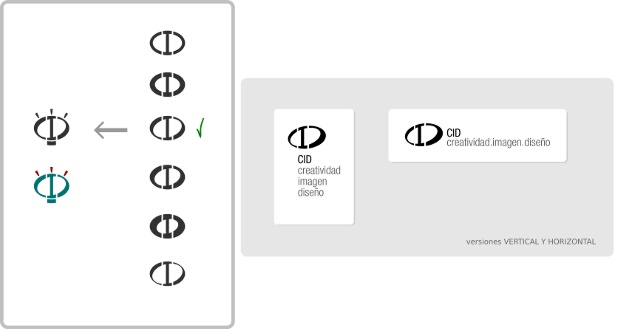 CID
creatividad
imagen
diseño
CID
creatividad.imagen.diseño
versiones VERTICAL Y HORIZONTAL